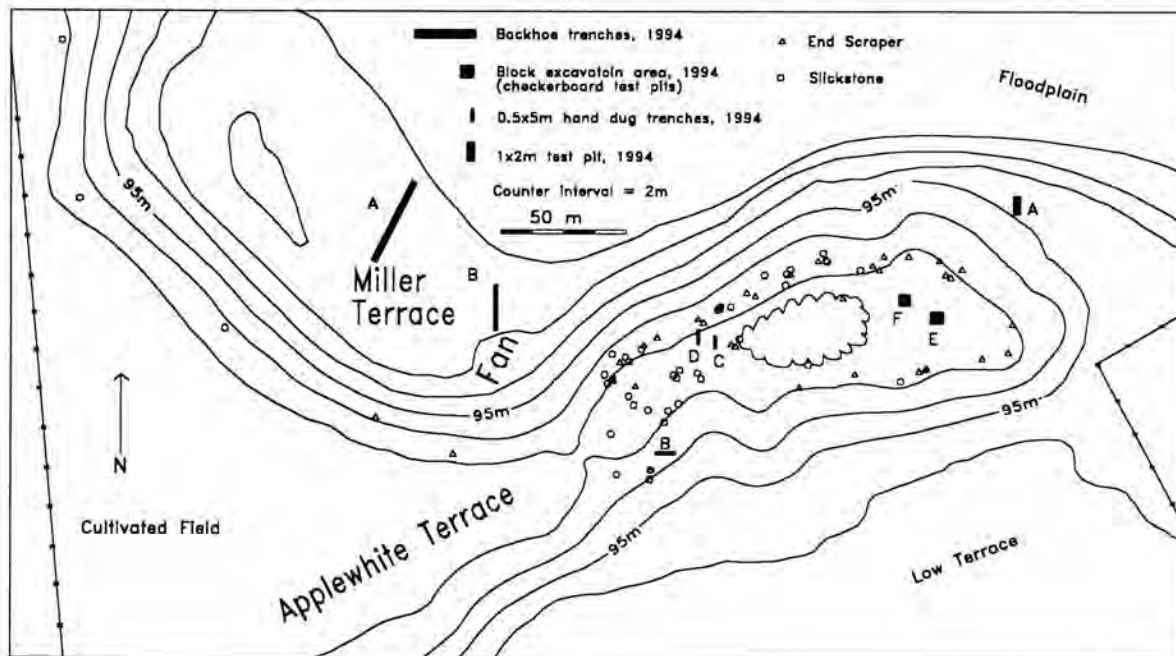 Backhoe trenches, 1994
Block excavatoin area, 1994
(checkerboard test pits)
0.5x5m hand dug trenches, 1994
1x2m test pit, 1994
Counter Interval = 2m
50 m
End Scraper
Slickstone
Floodplain
95m
A
Miller
Terrace
B
Fan
95m
95m
A
F
E
D
C
B
95m
95m
N
Cultivated Field
Applewhite Terrace
Low Terrace